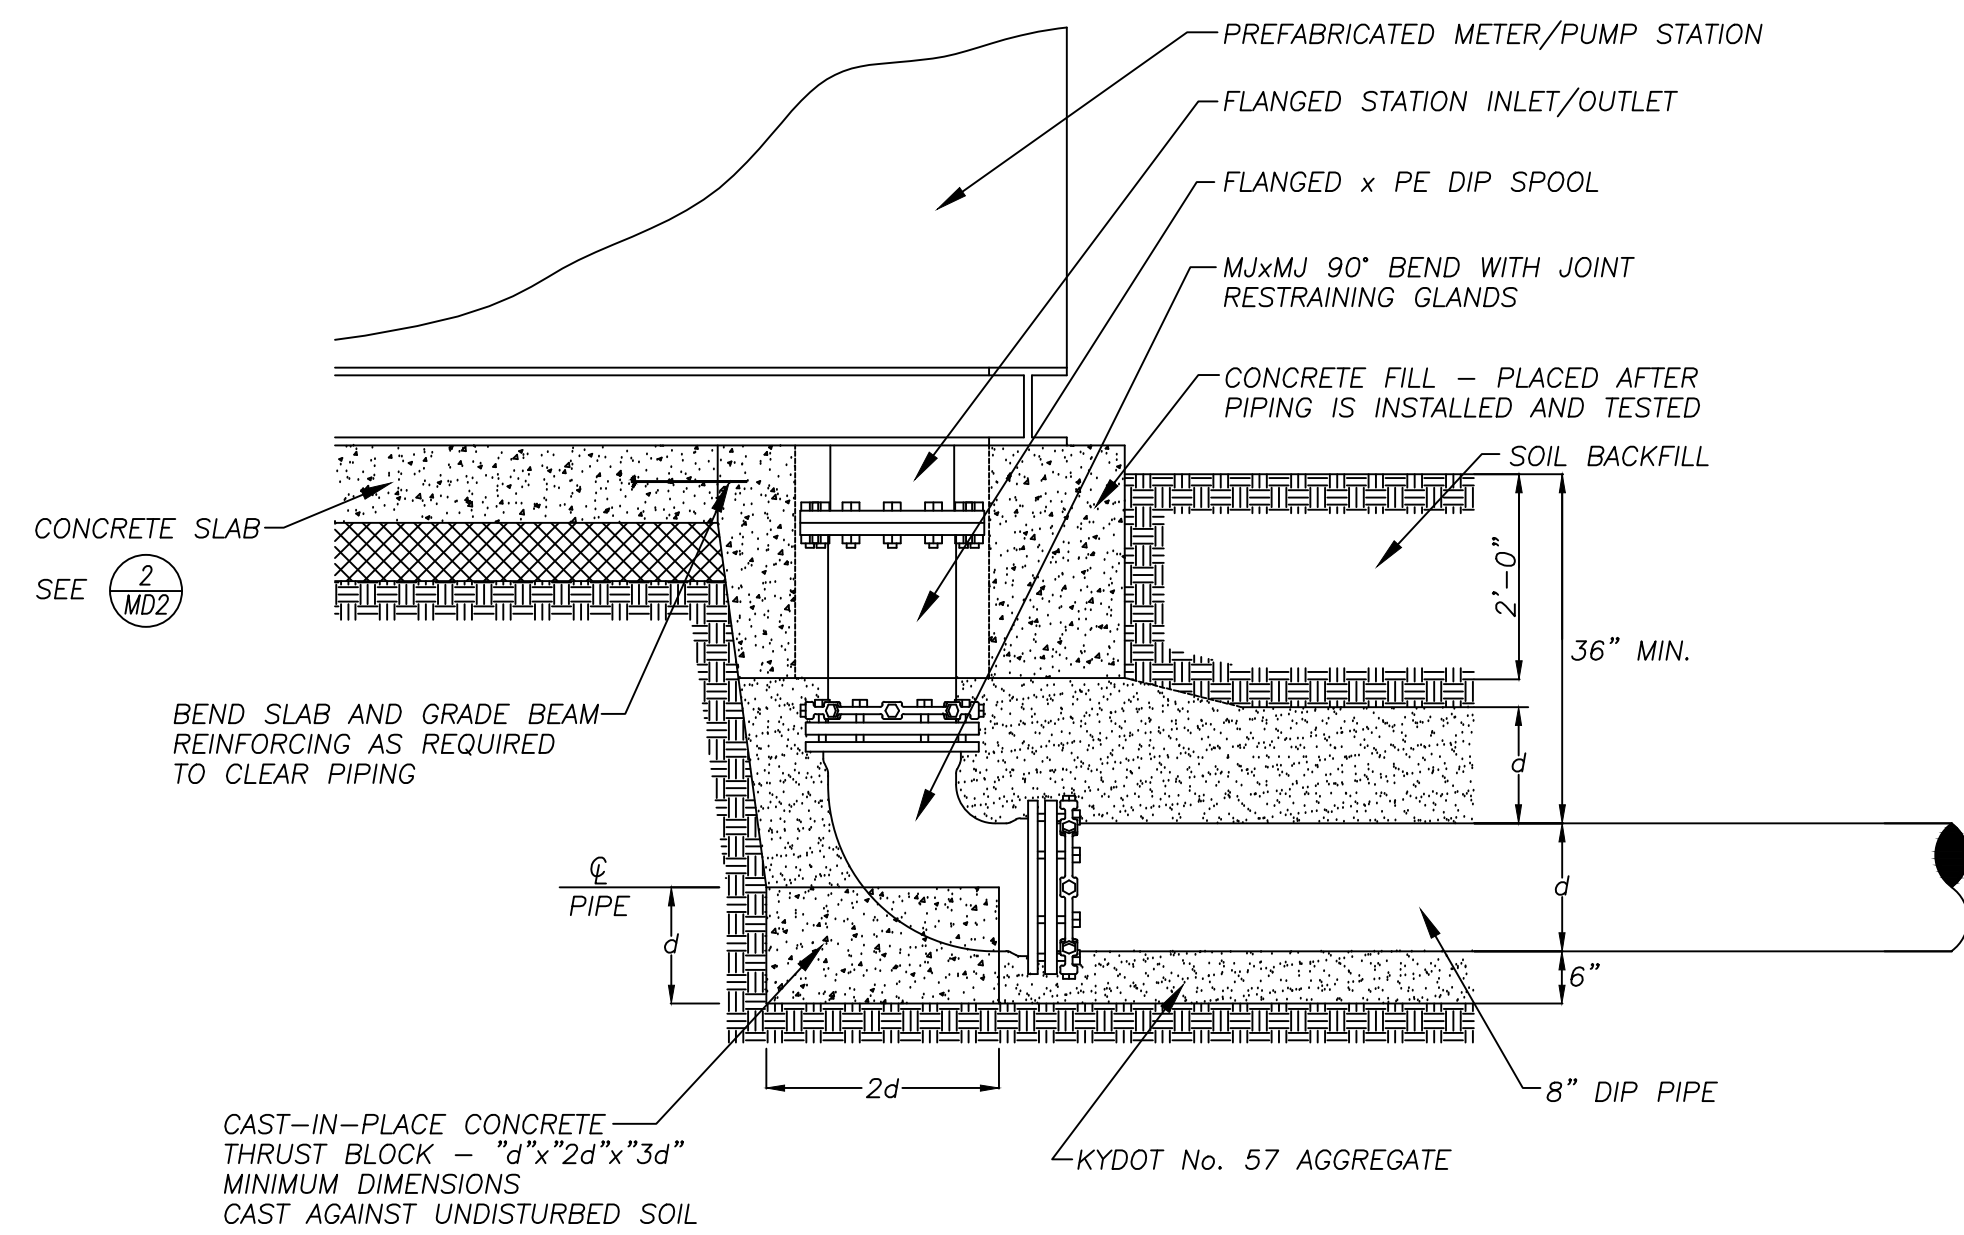 PREFABRICATED METER/PUMP STATION
FLANGED STATION INLET/OUTLET
FLANGED x PE DIP SPOOL
MJxMJ 90° BEND WITH JOINT
RESTRAINING GLANDS
CONCRETE FILL – PLACED AFTER
PIPING IS INSTALLED AND TESTED
SOIL BACKFILL
CONCRETE SLAB
SEE 2
MD2
2'-0"
36" MIN.
BEND SLAB AND GRADE BEAM
REINFORCING AS REQUIRED
TO CLEAR PIPING
d
℄
PIPE
d
d
6"
2d
8" DIP PIPE
CAST-IN-PLACE CONCRETE
THRUST BLOCK – "d"x"2d"x"3d"
MINIMUM DIMENSIONS
CAST AGAINST UNDISTURBED SOIL
KYDOT No. 57 AGGREGATE